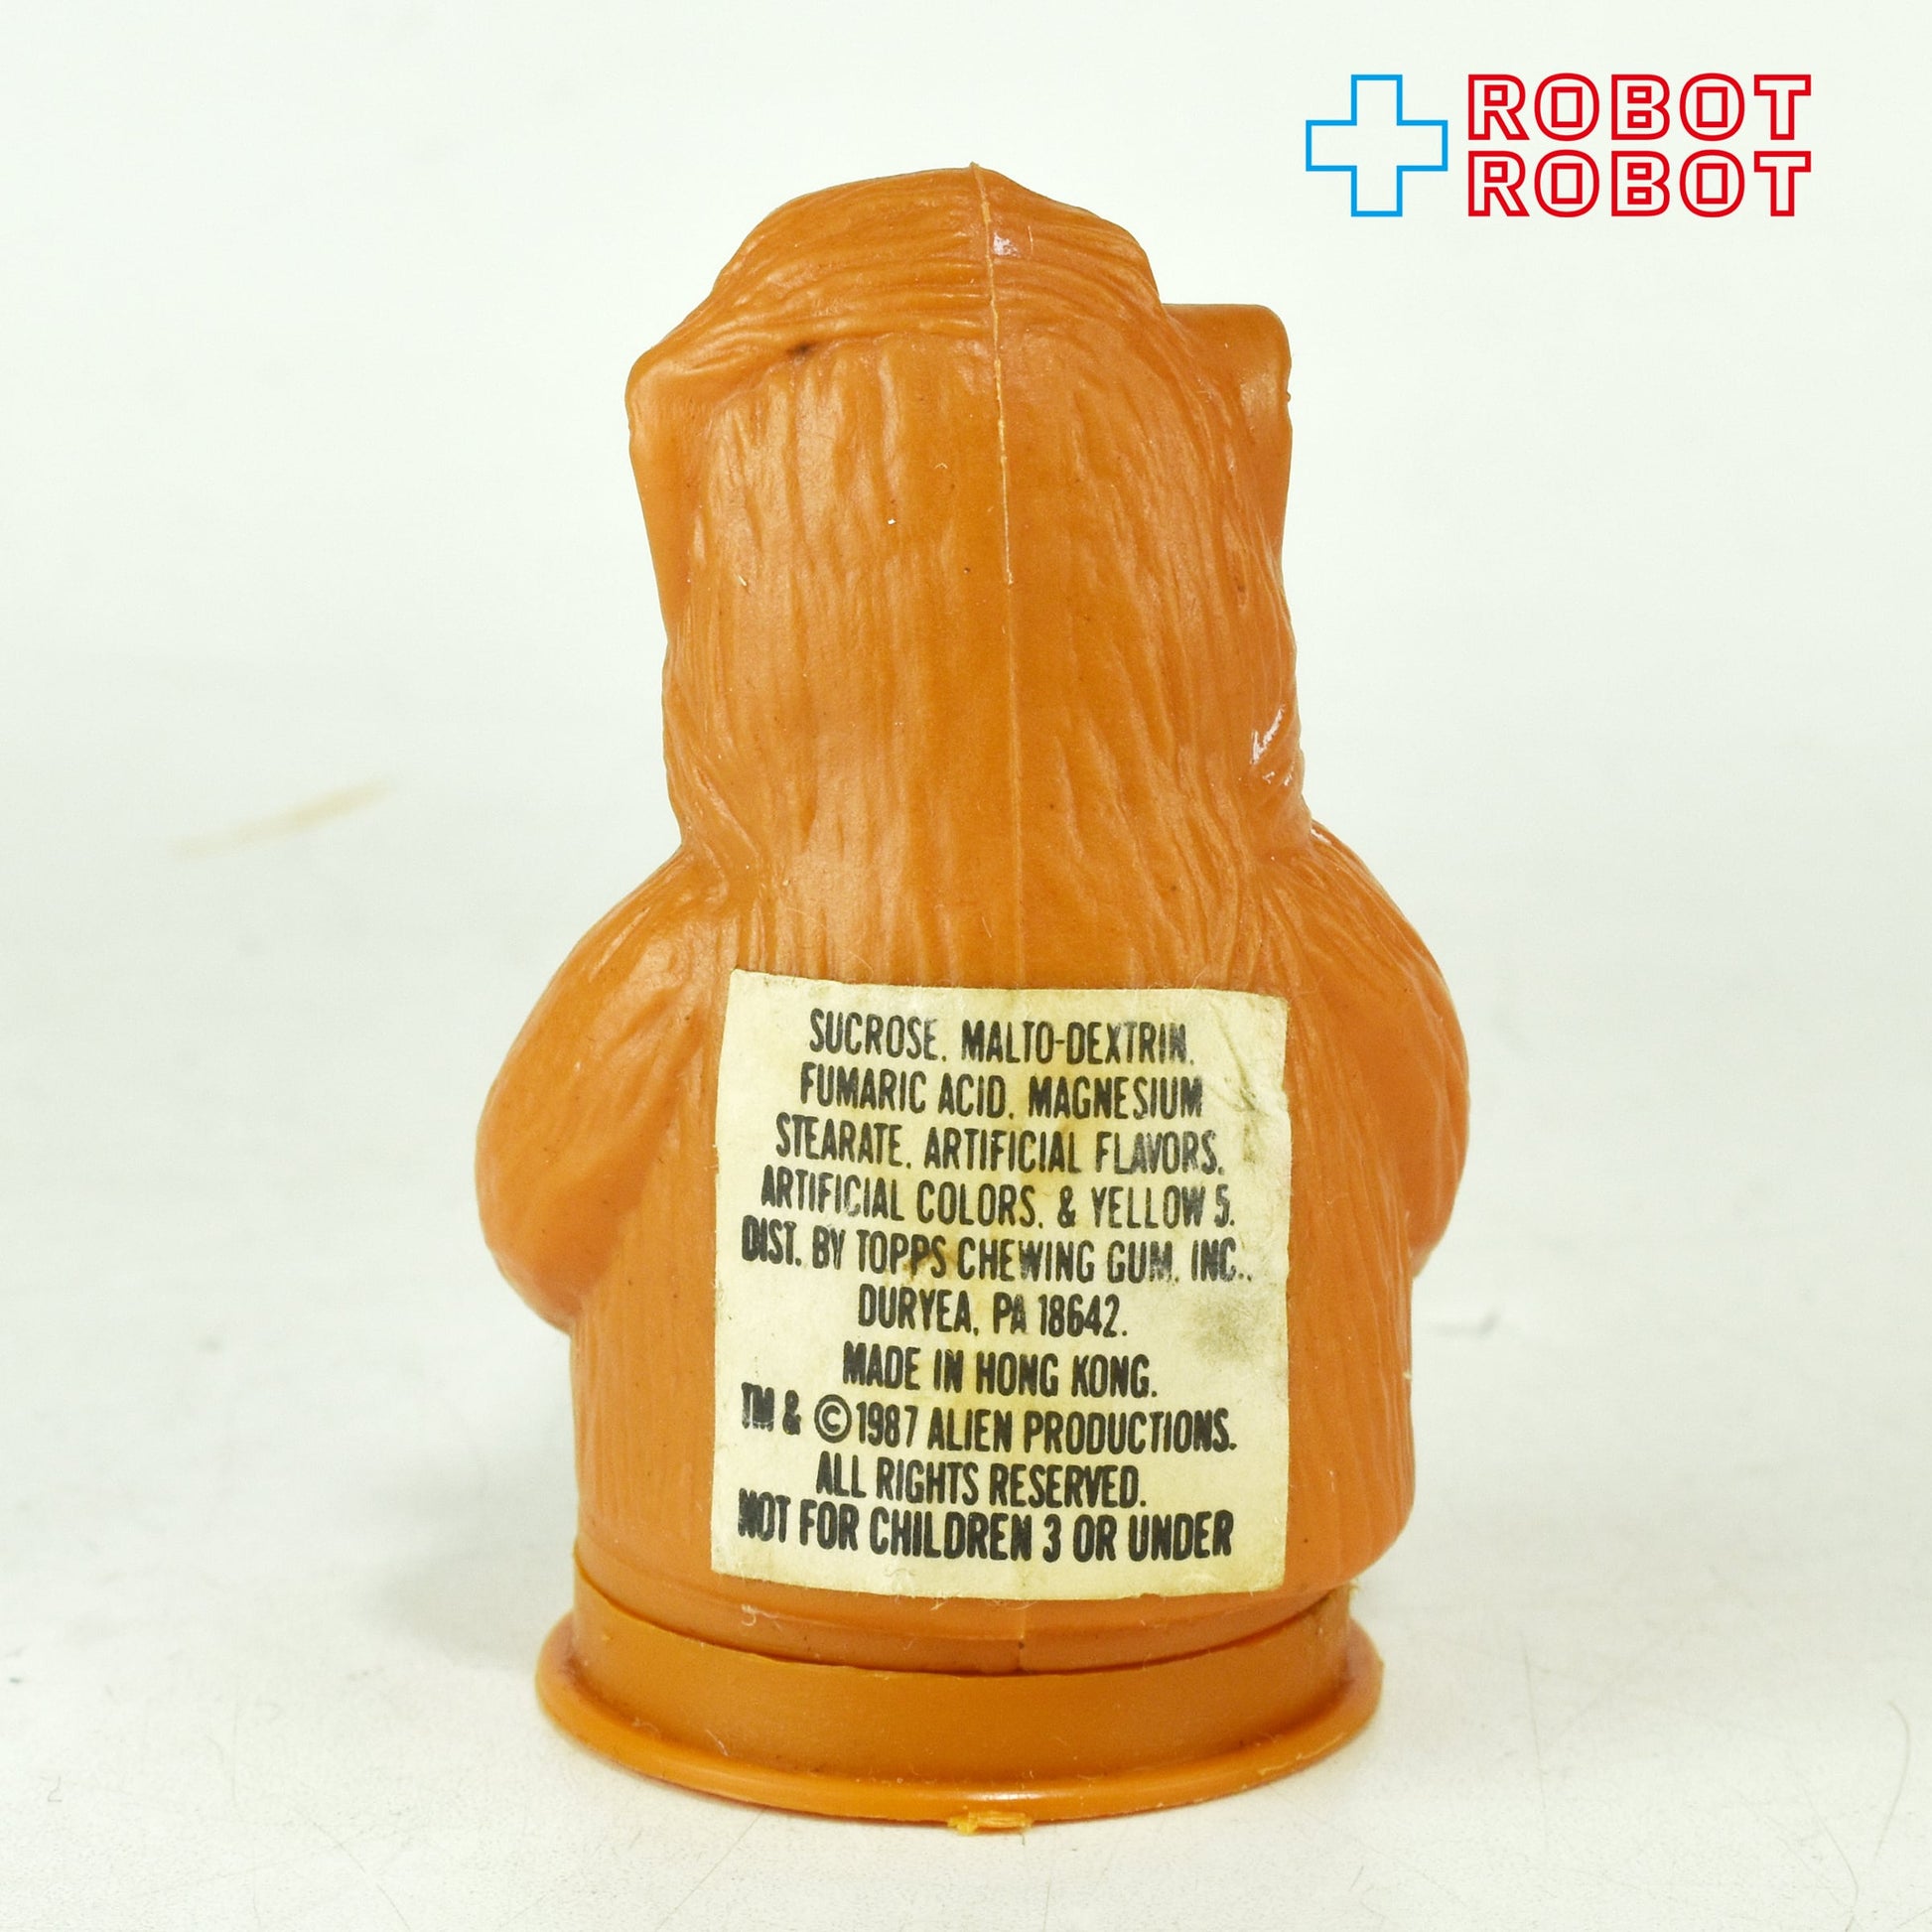 ROBOT
ROBOT
SUCROSE, MALTO-DEXTRIN,
FUMARIC ACID, MAGNESIUM
STEARATE, ARTIFICIAL FLAVORS,
ARTIFICIAL COLORS, & YELLOW 5.
DIST. BY TOPPS CHEWING GUM, INC.,
DURYEA, PA 18642.
MADE IN HONG KONG.
TM & ©1987 ALIEN PRODUCTIONS.
ALL RIGHTS RESERVED.
NOT FOR CHILDREN 3 OR UNDER